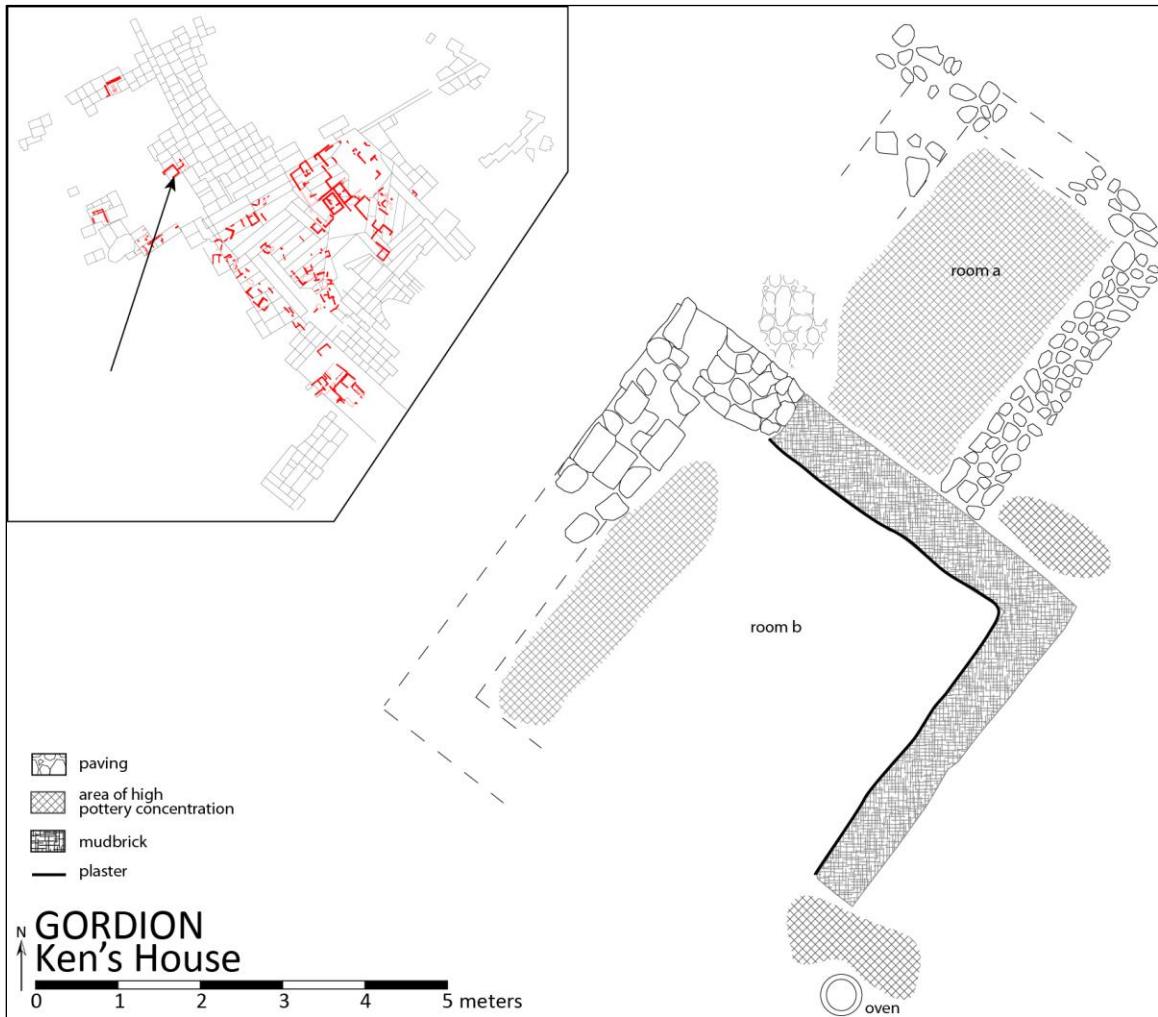 room a
room b
paving
area of high
pottery concentration
mudbrick
plaster
N
GORDION
Ken's House
0 1 2 3 4 5 meters
oven